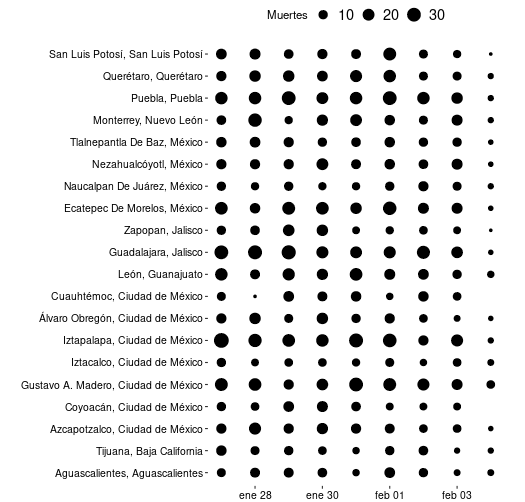 Muertes 10 20 30
San Luis Potosí, San Luis Potosí
Querétaro, Querétaro
Puebla, Puebla
Monterrey, Nuevo León
Tlalnepantla De Baz, México
Nezahualcóyotl, México
Naucalpan De Juárez, México
Ecatepec De Morelos, México
Zapopan, Jalisco
Guadalajara, Jalisco
León, Guanajuato
Cuauhtémoc, Ciudad de México
Álvaro Obregón, Ciudad de México
Iztapalapa, Ciudad de México
Iztacalco, Ciudad de México
Gustavo A. Madero, Ciudad de México
Coyoacán, Ciudad de México
Azcapotzalco, Ciudad de México
Tijuana, Baja California
Aguascalientes, Aguascalientes
ene 28 ene 30 feb 01 feb 03